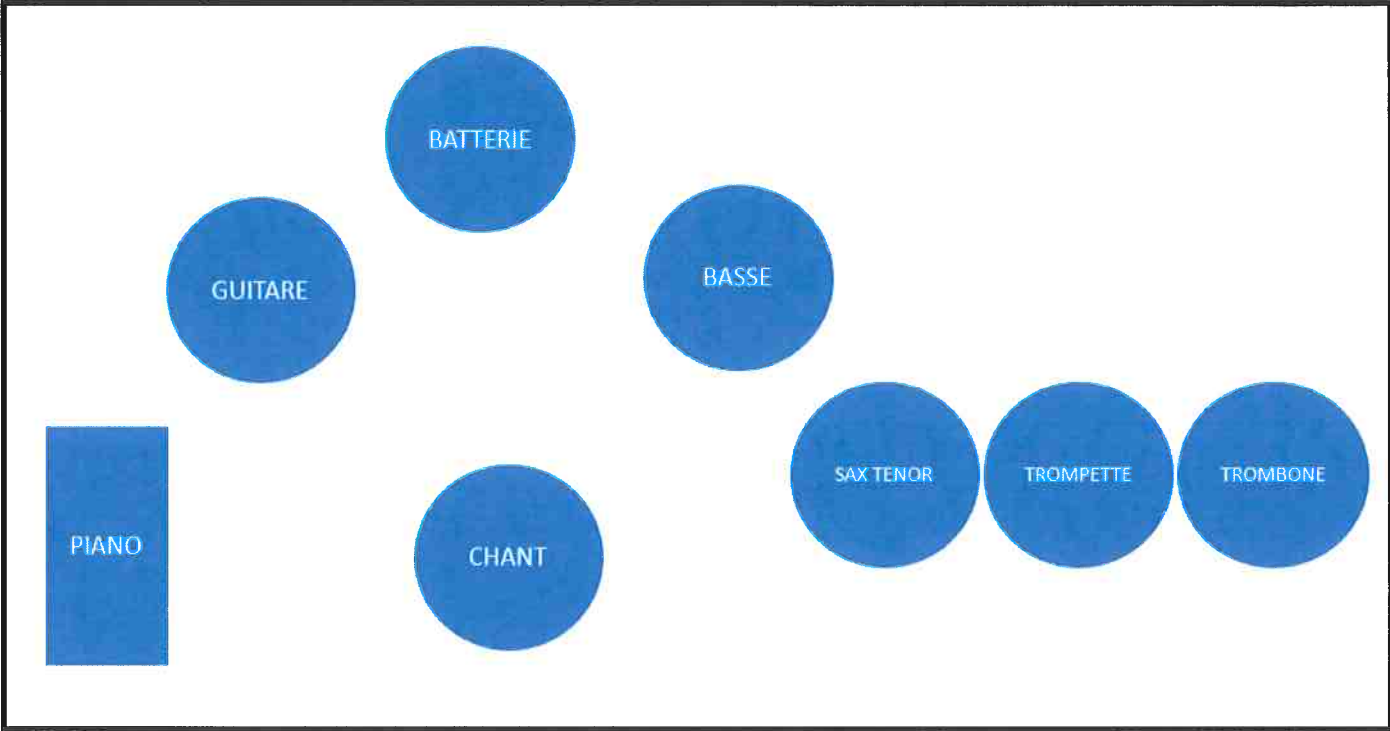 BATTERIE
GUITARE
BASSE
SAX TENOR
TROMPETTE
TROMBONE
PIANO
CHANT